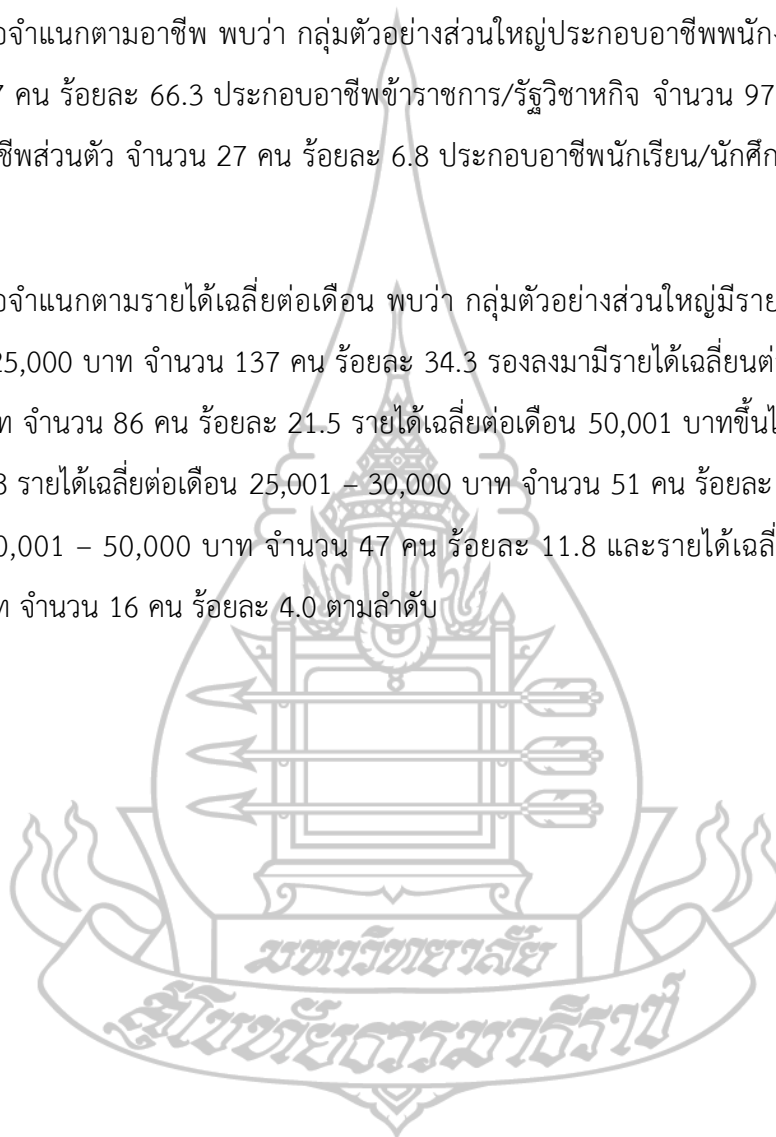 อจำแนกตามอาชีพ พบว่า กลุ่มตัวอย่างส่วนใหญ่ประกอบอาชีพพนัก
7 คน ร้อยละ 66.3 ประกอบอาชีพข้าราชการ/รัฐวิชาหกิจ จำนวน 97
ชีพส่วนตัว จำนวน 27 คน ร้อยละ 6.8 ประกอบอาชีพนักเรียน/นักศึก
อจำแนกตามรายได้เฉลี่ยต่อเดือน พบว่า กลุ่มตัวอย่างส่วนใหญ่มีราย
25,000 บาท จำนวน 137 คน ร้อยละ 34.3 รองลงมามีรายได้เฉลี่ยนต่
ท จำนวน 86 คน ร้อยละ 21.5 รายได้เฉลี่ยต่อเดือน 50,001 บาทขึ้นไ
8 รายได้เฉลี่ยต่อเดือน 25,001 – 30,000 บาท จำนวน 51 คน ร้อยละ
0,001 – 50,000 บาท จำนวน 47 คน ร้อยละ 11.8 และรายได้เฉลี่
ท จำนวน 16 คน ร้อยละ 4.0 ตามลำดับ
มหาวิทยาลัย
สุโขทัยธรรมาธิราช